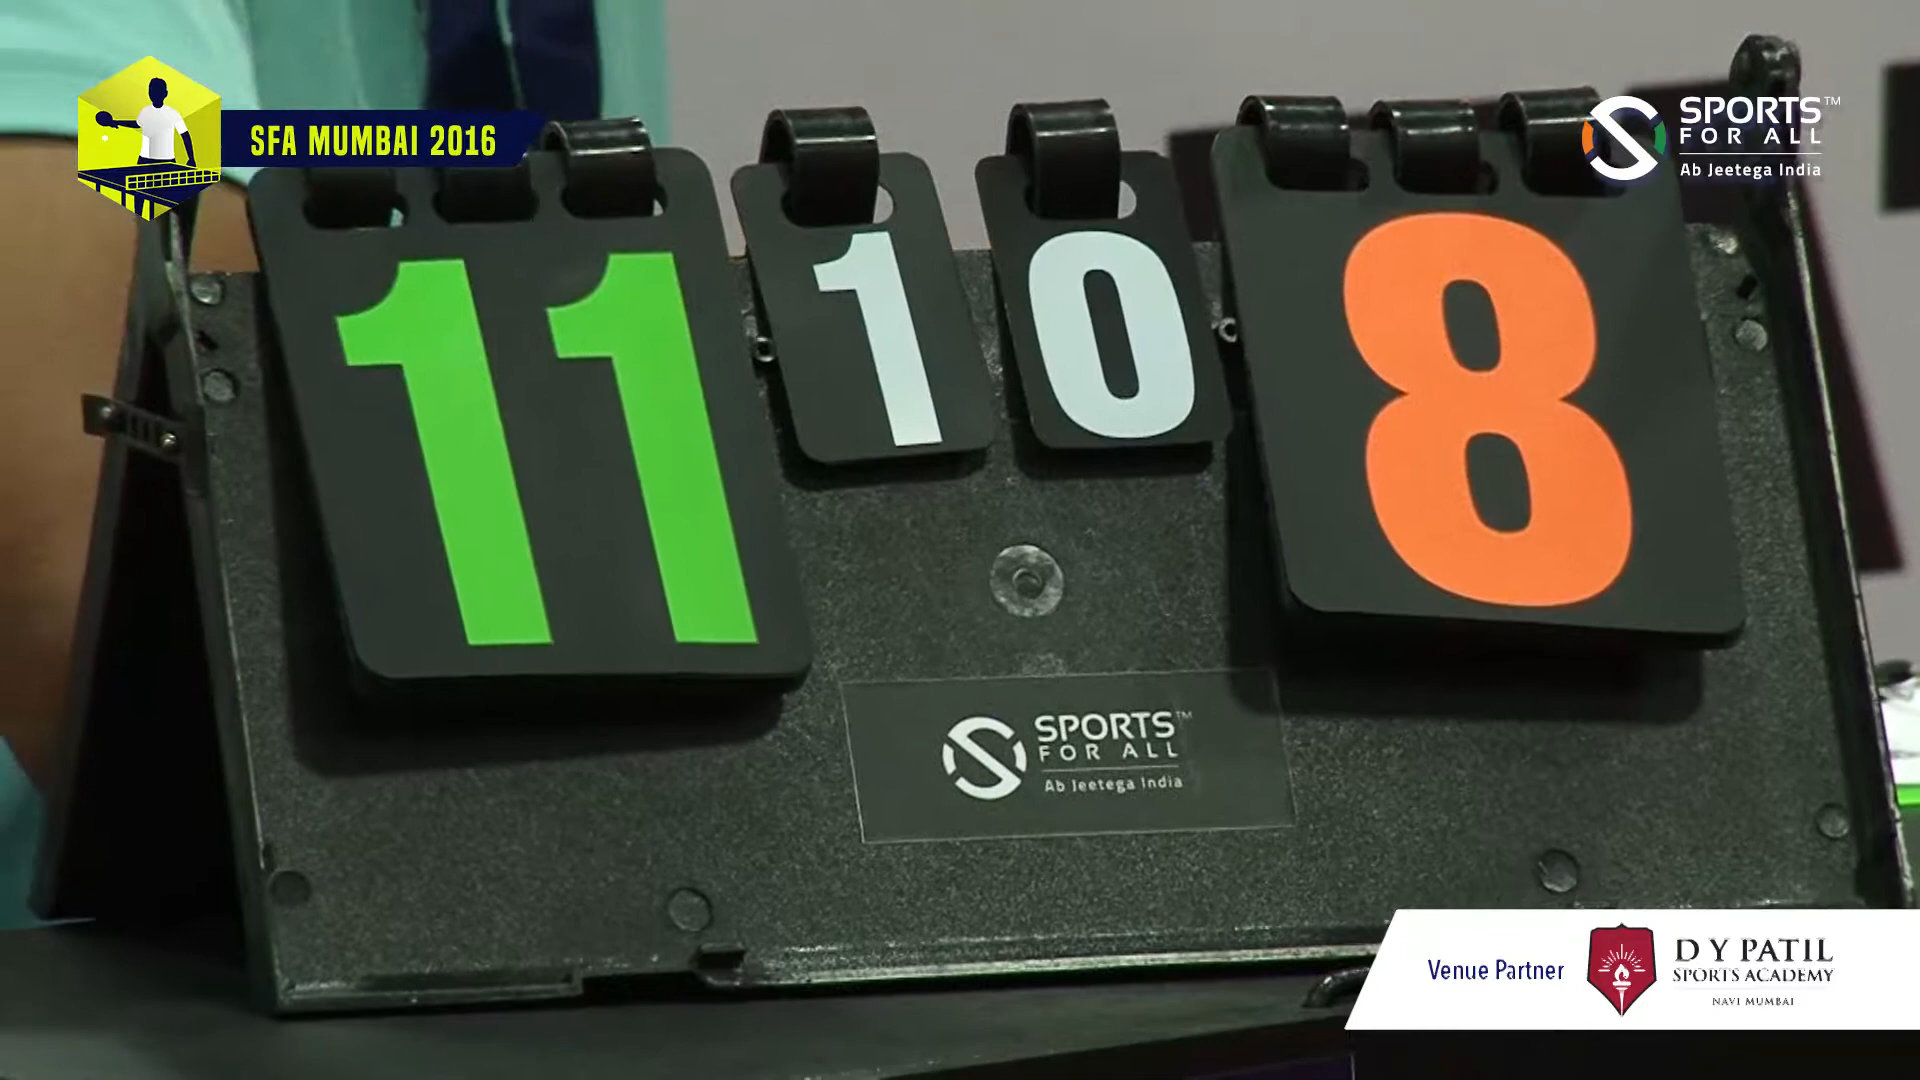 SFA MUMBAI 2016
SPORTS™
FOR ALL
Ab Jeetega India
11 1 0 8
SPORTS™
FOR ALL
Ab Jeetega India
Venue Partner
D Y PATIL
SPORTS ACADEMY
NAVI MUMBAI